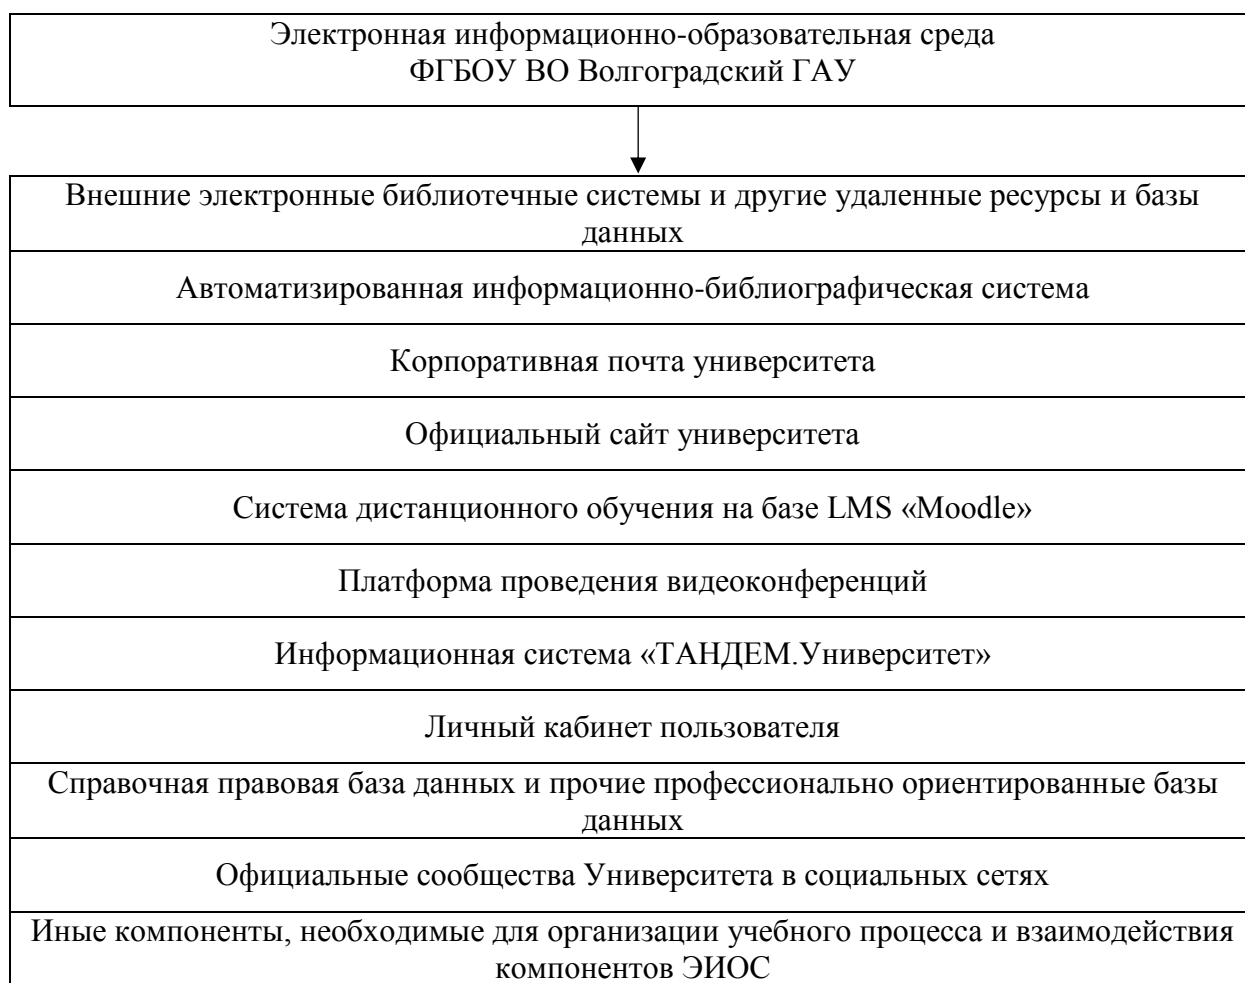 Электронная информационно-образовательная среда
ФГБОУ ВО Волгоградский ГАУ
Внешние электронные библиотечные системы и другие удаленные ресурсы и базы
данных
Автоматизированная информационно-библиографическая система
Корпоративная почта университета
Официальный сайт университета
Система дистанционного обучения на базе LMS «Moodle»
Платформа проведения видеоконференций
Информационная система «ТАНДЕМ.Университет»
Личный кабинет пользователя
Справочная правовая база данных и прочие профессионально ориентированные базы
данных
Официальные сообщества Университета в социальных сетях
Иные компоненты, необходимые для организации учебного процесса и взаимодействия
компонентов ЭИОС